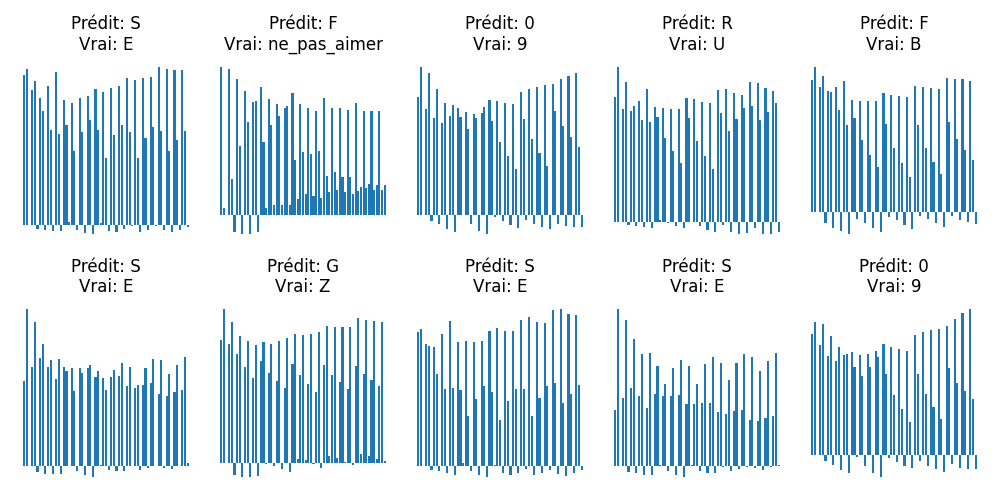 Prédit: S
Vrai: E
Prédit: F
Vrai: ne_pas_aimer
Prédit: 0
Vrai: 9
Prédit: R
Vrai: U
Prédit: F
Vrai: B
Prédit: S
Vrai: E
Prédit: G
Vrai: Z
Prédit: S
Vrai: E
Prédit: S
Vrai: E
Prédit: 0
Vrai: 9